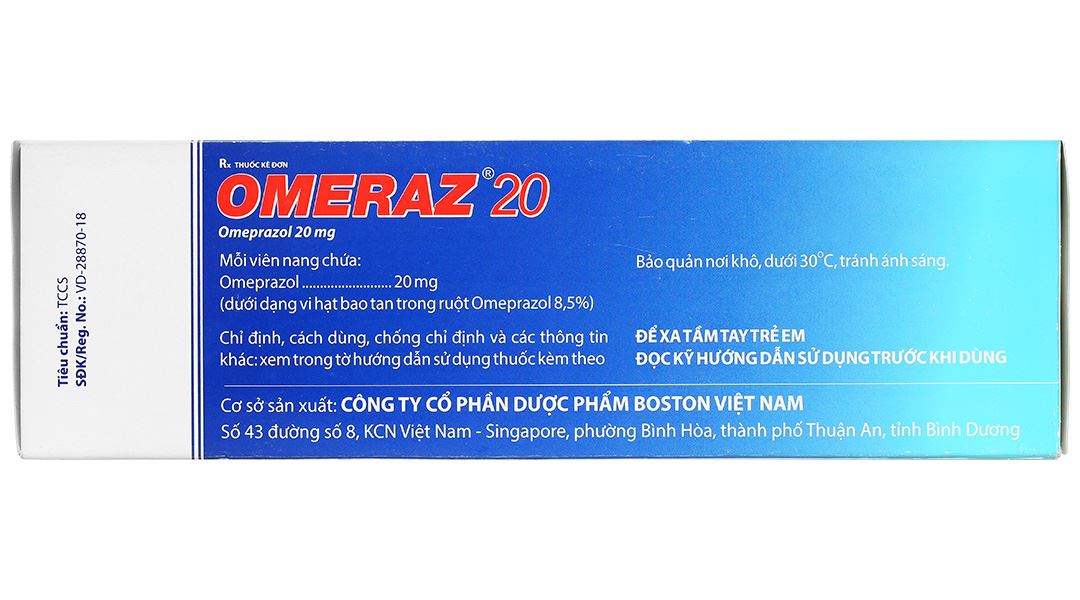 Tiêu chuẩn: TCCS
SĐK/Reg. No.: VD-28870-18
Rx THUỐC KÊ ĐƠN
OMERAZ® 20
Omeprazol 20 mg
Mỗi viên nang chứa:
Omeprazol ......................... 20 mg
(dưới dạng vi hạt bao tan trong ruột Omeprazol 8,5%)
Chỉ định, cách dùng, chống chỉ định và các thông tin
khác: xem trong tờ hướng dẫn sử dụng thuốc kèm theo
Bảo quản nơi khô, dưới 30°C, tránh ánh sáng.
ĐỂ XA TẦM TAY TRẺ EM
ĐỌC KỸ HƯỚNG DẪN SỬ DỤNG TRƯỚC KHI DÙNG
Cơ sở sản xuất: CÔNG TY CỔ PHẦN DƯỢC PHẨM BOSTON VIỆT NAM
Số 43 đường số 8, KCN Việt Nam - Singapore, phường Bình Hòa, thành phố Thuận An, tỉnh Bình Dương